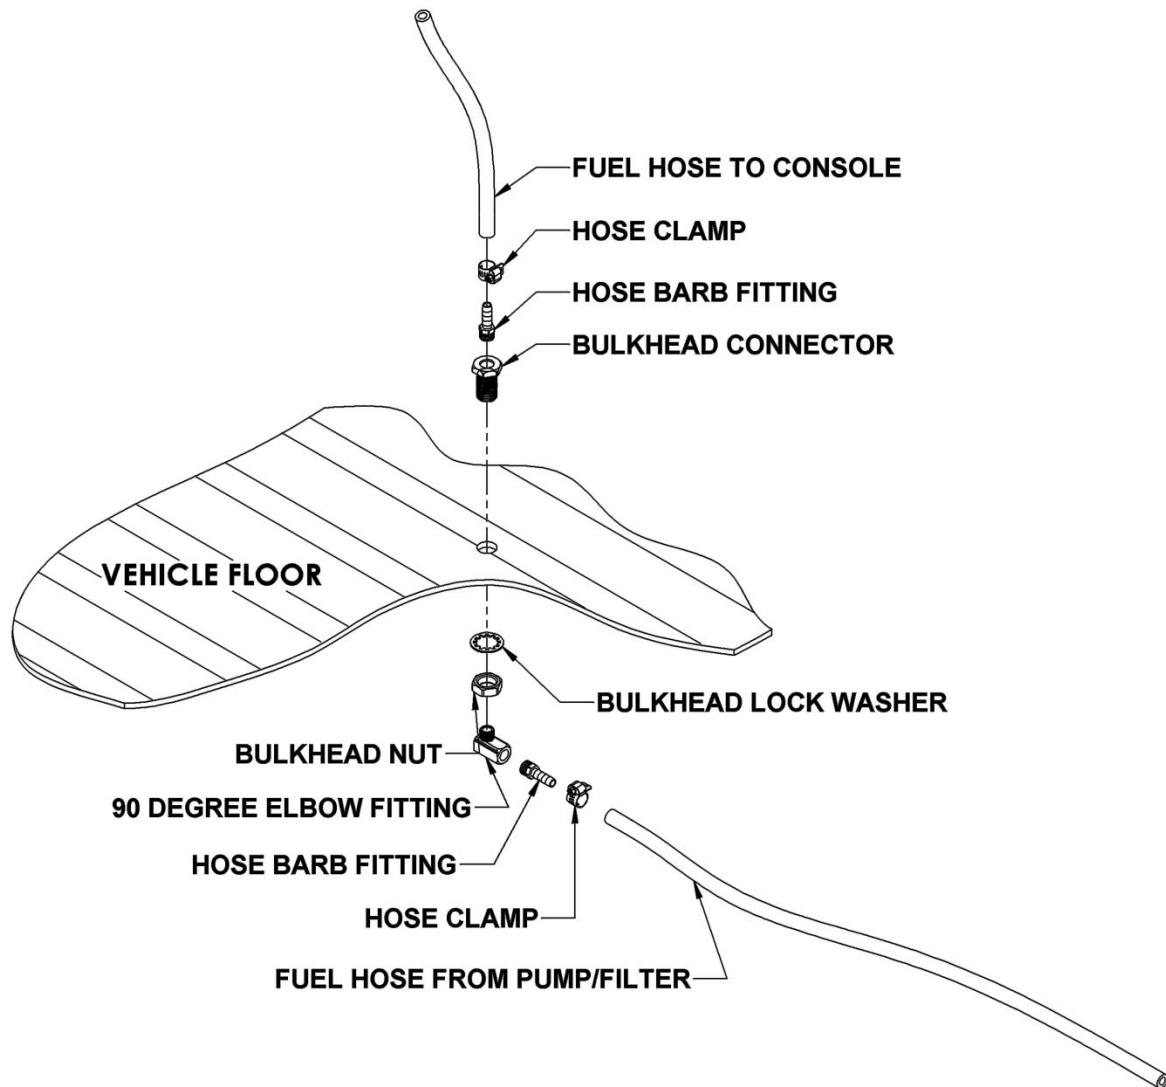 FUEL HOSE TO CONSOLE
HOSE CLAMP
HOSE BARB FITTING
BULKHEAD CONNECTOR
VEHICLE FLOOR
BULKHEAD LOCK WASHER
BULKHEAD NUT
90 DEGREE ELBOW FITTING
HOSE BARB FITTING
HOSE CLAMP
FUEL HOSE FROM PUMP/FILTER